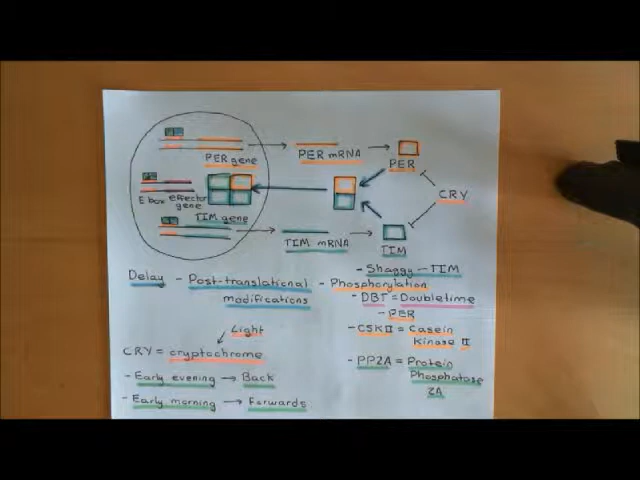 PER gene
PER mRNA
PER
E box effector
gene
CRY
TIM gene
TIM mRNA
TIM
Delay - Post-translational
modifications
- Phosphorylation
- Shaggy - TIM
- DBT = Doubletime
- PER
- CSKII = Casein
Kinase II
- PP2A = Protein
Phosphatase
2A
Light
CRY = cryptochrome
- Early evening → Back
- Early morning → Forwards